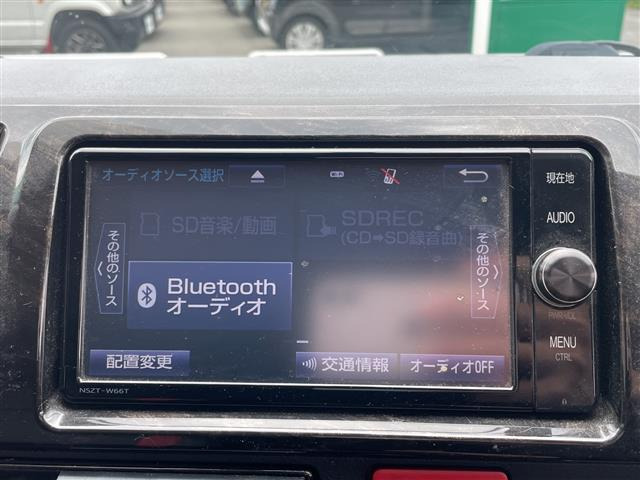 オーディオソース選択
現在地
SD音楽/動画
SDREC
(CD➡SD録音曲)
AUDIO
その他のソース
その他のソース
Bluetooth
オーディオ
PWR・VOL
MENU
CTRL
配置変更
交通情報
オーディオOFF
NSZT-W66T